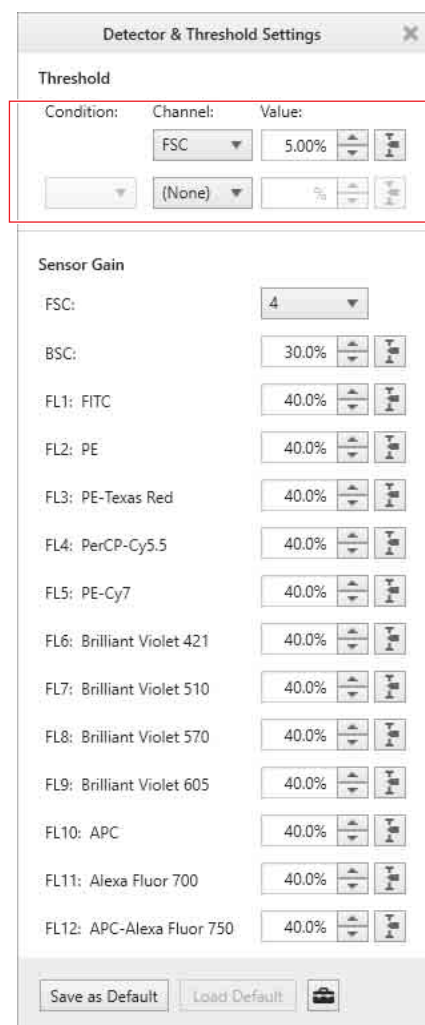 Detector & Threshold Settings
Threshold
Condition: Channel: Value:
FSC 5.00%
(None) %
Sensor Gain
FSC: 4
BSC: 30.0%
FL1: FITC 40.0%
FL2: PE 40.0%
FL3: PE-Texas Red 40.0%
FL4: PerCP-Cy5.5 40.0%
FL5: PE-Cy7 40.0%
FL6: Brilliant Violet 421 40.0%
FL7: Brilliant Violet 510 40.0%
FL8: Brilliant Violet 570 40.0%
FL9: Brilliant Violet 605 40.0%
FL10: APC 40.0%
FL11: Alexa Fluor 700 40.0%
FL12: APC-Alexa Fluor 750 40.0%
Save as Default Load Default